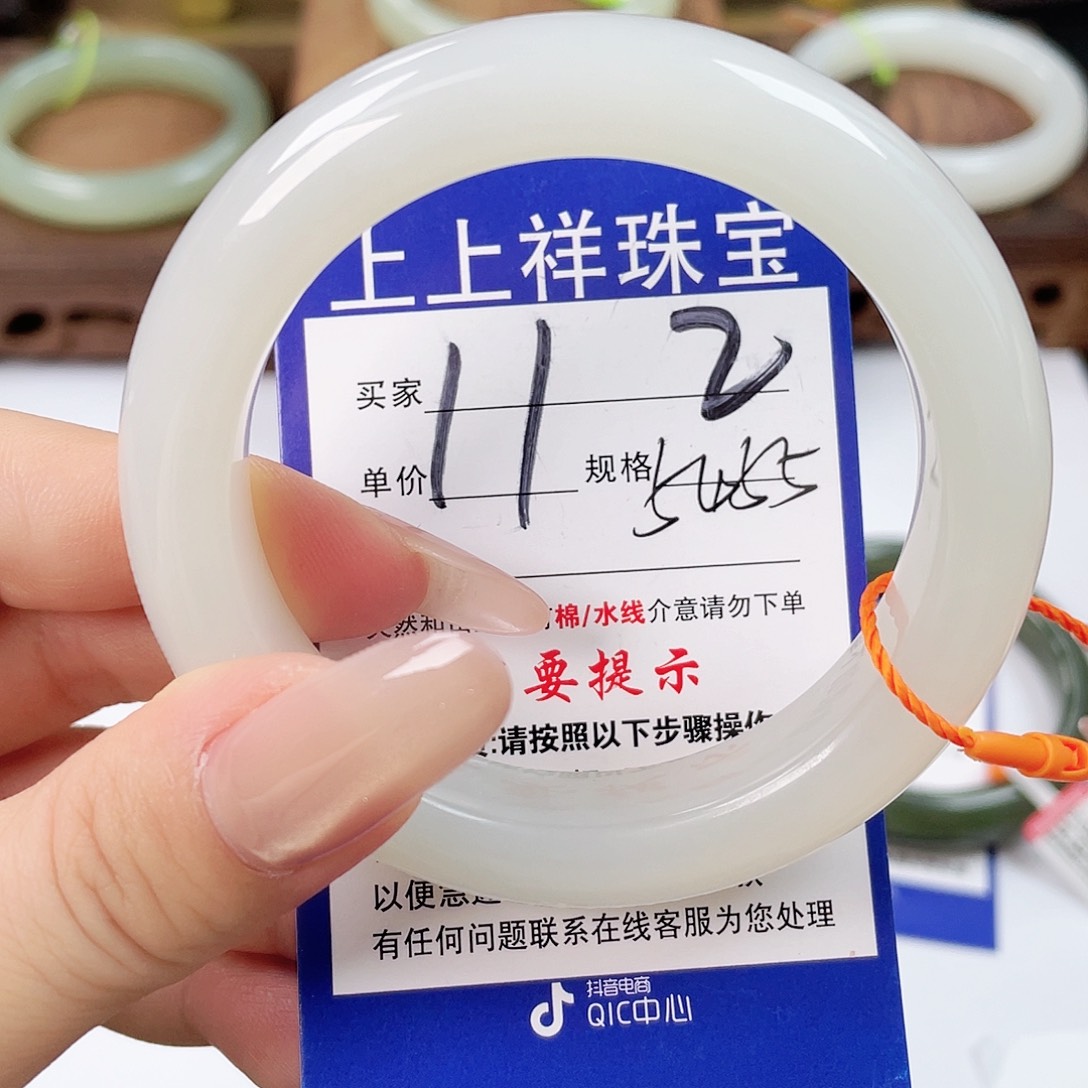 上上祥珠宝
买家 11 2
单价 规格
棉/水线介意请勿下单
要提示
:请按照以下步骤操作
以便
有任何问题联系在线客服为您处理
抖音电商
QIC中心